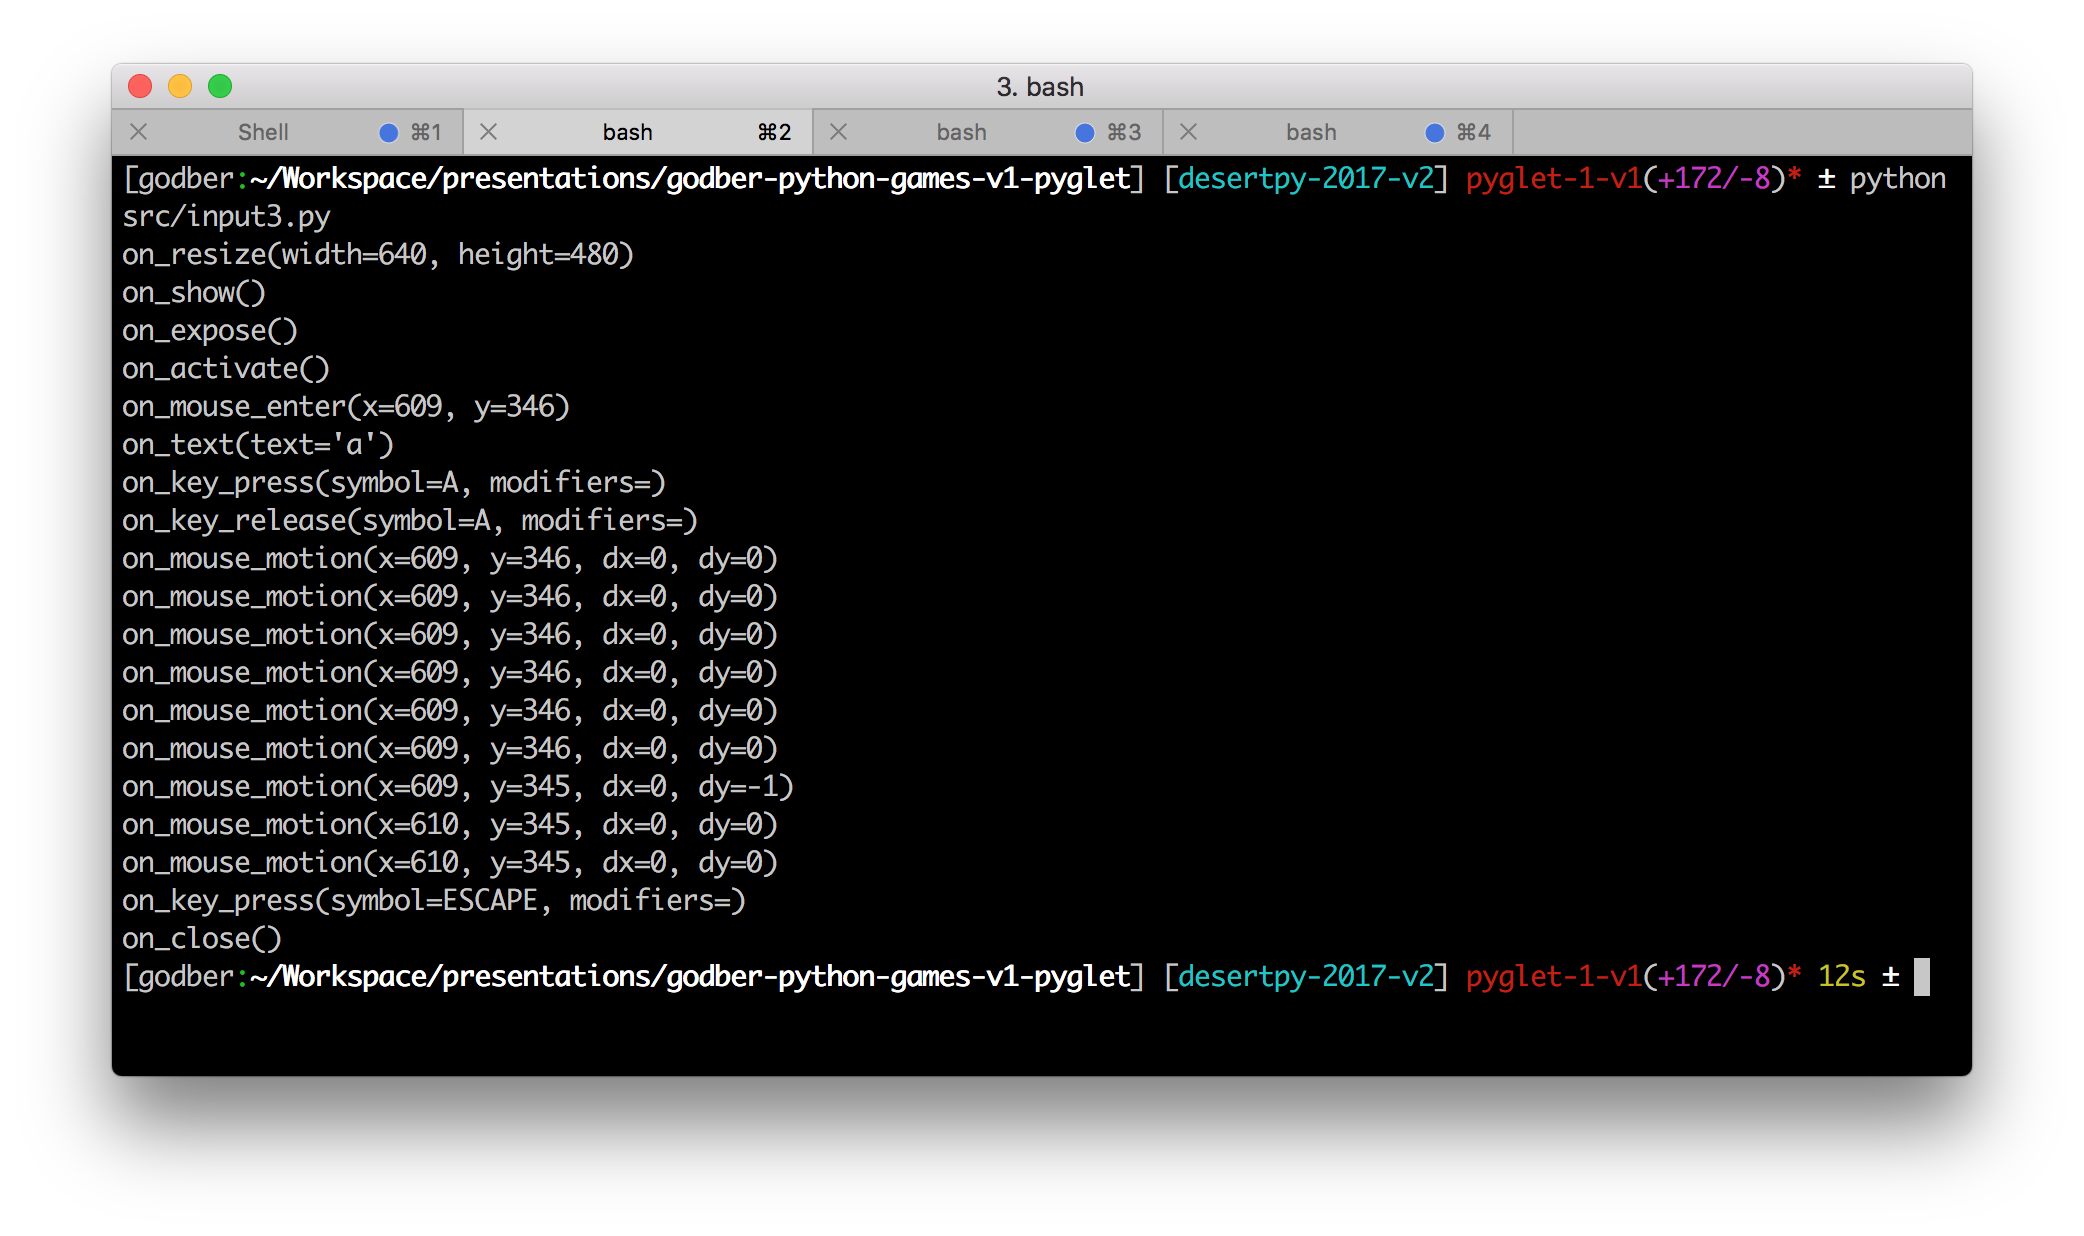 3. bash
Shell ⌘1 bash ⌘2 bash ⌘3 bash ⌘4
[godber:~/Workspace/presentations/godber-python-games-v1-pyglet] [desertpy-2017-v2] pyglet-1-v1(+172/-8)* ± python
src/input3.py
on_resize(width=640, height=480)
on_show()
on_expose()
on_activate()
on_mouse_enter(x=609, y=346)
on_text(text='a')
on_key_press(symbol=A, modifiers=)
on_key_release(symbol=A, modifiers=)
on_mouse_motion(x=609, y=346, dx=0, dy=0)
on_mouse_motion(x=609, y=346, dx=0, dy=0)
on_mouse_motion(x=609, y=346, dx=0, dy=0)
on_mouse_motion(x=609, y=346, dx=0, dy=0)
on_mouse_motion(x=609, y=346, dx=0, dy=0)
on_mouse_motion(x=609, y=346, dx=0, dy=0)
on_mouse_motion(x=609, y=345, dx=0, dy=-1)
on_mouse_motion(x=610, y=345, dx=0, dy=0)
on_mouse_motion(x=610, y=345, dx=0, dy=0)
on_key_press(symbol=ESCAPE, modifiers=)
on_close()
[godber:~/Workspace/presentations/godber-python-games-v1-pyglet] [desertpy-2017-v2] pyglet-1-v1(+172/-8)* 12s ±